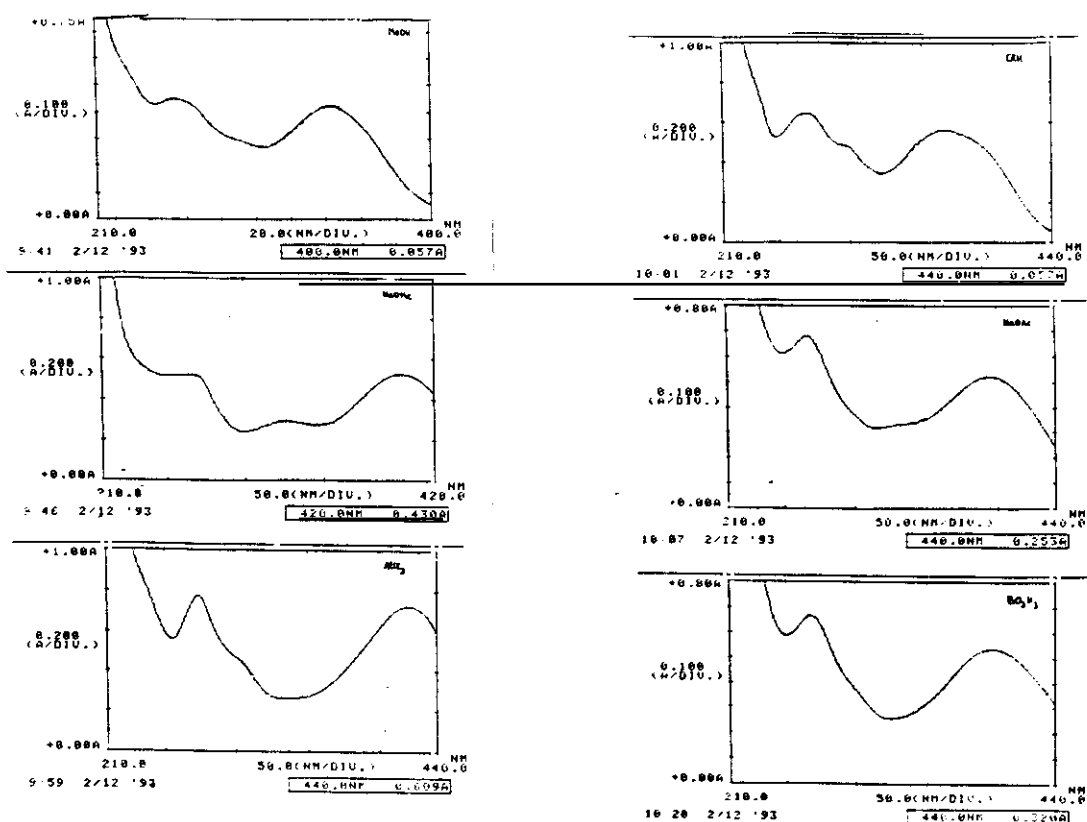 +0.75A
MeOH
0.100
(A/DIV.)
+0.00A
NM
210.0 20.0(NM/DIV.) 400.0
9:41 2/12 '93 400.0NM 0.057A
+1.00A
NaOMe
0.200
(A/DIV.)
+0.00A
NM
210.0 50.0(NM/DIV.) 420.0
9:46 2/12 '93 420.0NM 0.430A
+1.00A
0.200
(A/DIV.)
+0.00A
NM
210.0 50.0(NM/DIV.) 440.0
9:59 2/12 '93 440.0NM 0.609A
+1.00A
0.200
(A/DIV.)
+0.00A
NM
210.0 50.0(NM/DIV.) 440.0
10:01 2/12 '93 440.0NM
+0.80A
NaOAc
0.100
(A/DIV.)
+0.00A
NM
210.0 50.0(NM/DIV.) 440.0
10:07 2/12 '93 440.0NM 0.253A
+0.80A
BO3H3
0.100
(A/DIV.)
+0.00A
NM
210.0 50.0(NM/DIV.) 440.0
10:20 2/12 '93 440.0NM 0.320A